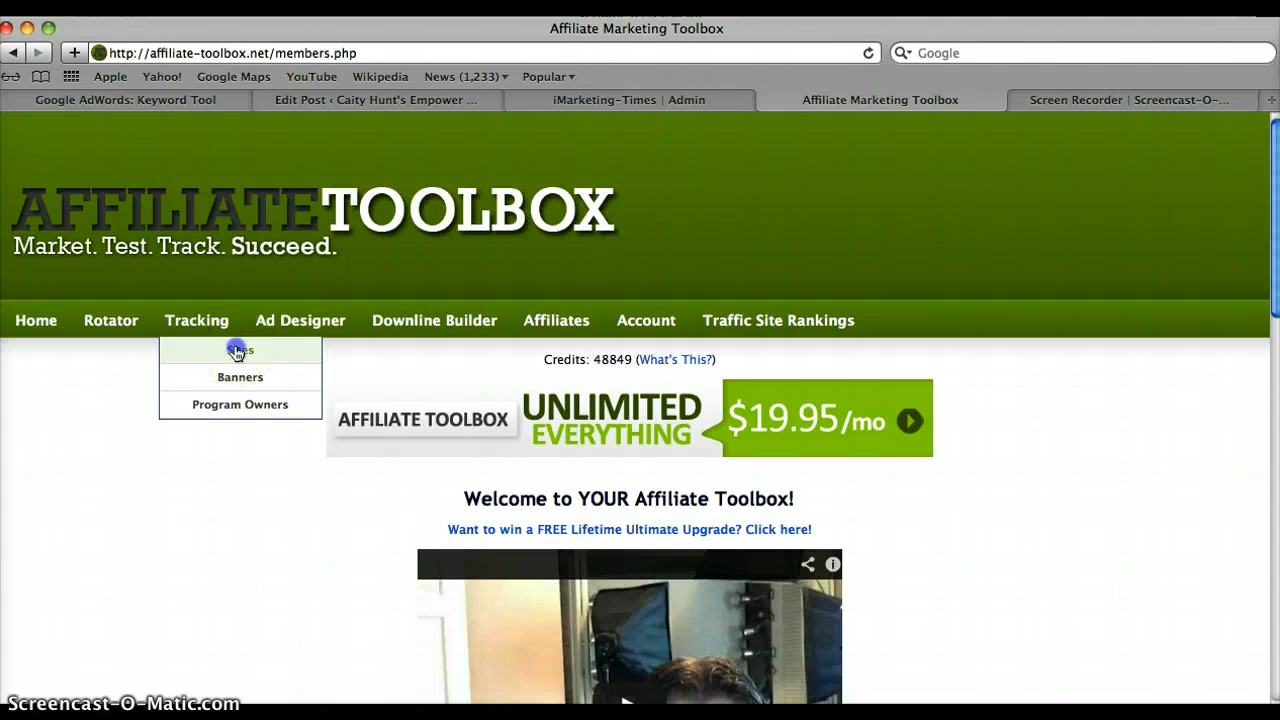 Affiliate Marketing Toolbox
http://affiliate-toolbox.net/members.php
Google
Apple Yahoo! Google Maps YouTube Wikipedia News (1,233) Popular
Google AdWords: Keyword Tool Edit Post ‹ Caity Hunt's Empower ... iMarketing-Times | Admin Affiliate Marketing Toolbox Screen Recorder | Screencast-O-...
AFFILIATETOOLBOX
Market. Test. Track. Succeed.
Home Rotator Tracking Ad Designer Downline Builder Affiliates Account Traffic Site Rankings
Banners
Program Owners
Credits: 48849 (What's This?)
AFFILIATE TOOLBOX UNLIMITED EVERYTHING $19.95/mo
Welcome to YOUR Affiliate Toolbox!
Want to win a FREE Lifetime Ultimate Upgrade? Click here!
Screencast-O-Matic.com